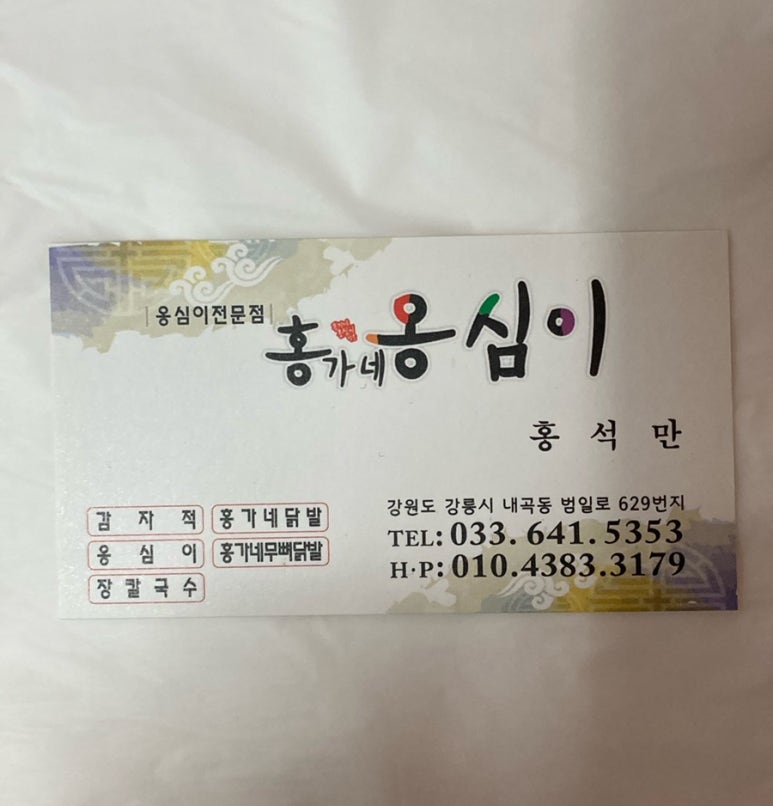 옹심이전문점
홍가네옹심이
홍 석 만
감 자 적
홍가네닭발
옹 심 이
홍가네무뼈닭발
장 칼 국 수
강원도 강릉시 내곡동 범일로 629번지
TEL: 033. 641. 5353
H·P: 010.4383.3179